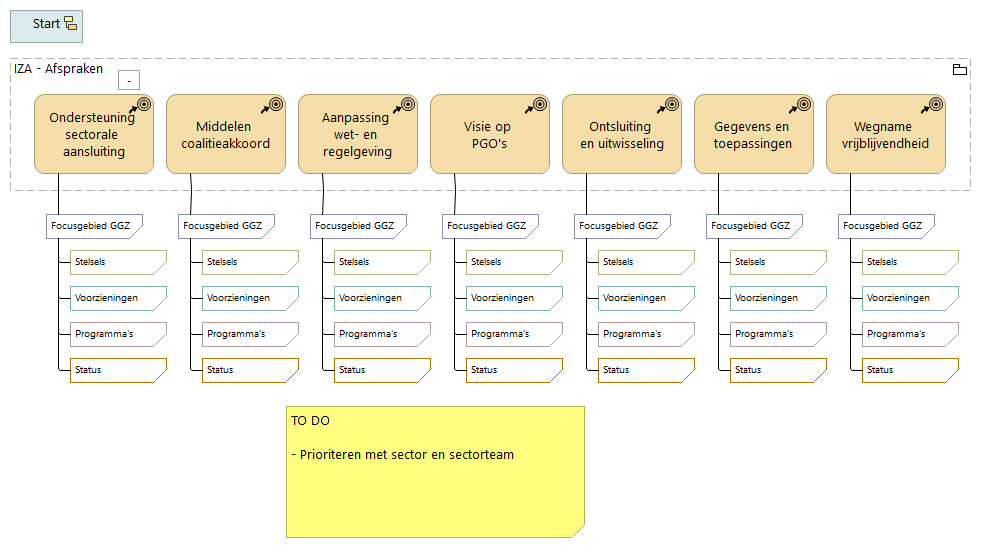 Start
IZA - Afspraken
-
Ondersteuning
sectorale
aansluiting
Middelen
coalitieakkoord
Aanpassing
wet- en
regelgeving
Visie op
PGO's
Ontsluiting
en uitwisseling
Gegevens en
toepassingen
Wegname
vrijblijvendheid
Focusgebied GGZ
Focusgebied GGZ
Focusgebied GGZ
Focusgebied GGZ
Focusgebied GGZ
Focusgebied GGZ
Focusgebied GGZ
Stelsels
Stelsels
Stelsels
Stelsels
Stelsels
Stelsels
Stelsels
Voorzieningen
Voorzieningen
Voorzieningen
Voorzieningen
Voorzieningen
Voorzieningen
Voorzieningen
Programma's
Programma's
Programma's
Programma's
Programma's
Programma's
Programma's
Status
Status
Status
Status
Status
Status
Status
TO DO
- Prioriteren met sector en sectorteam